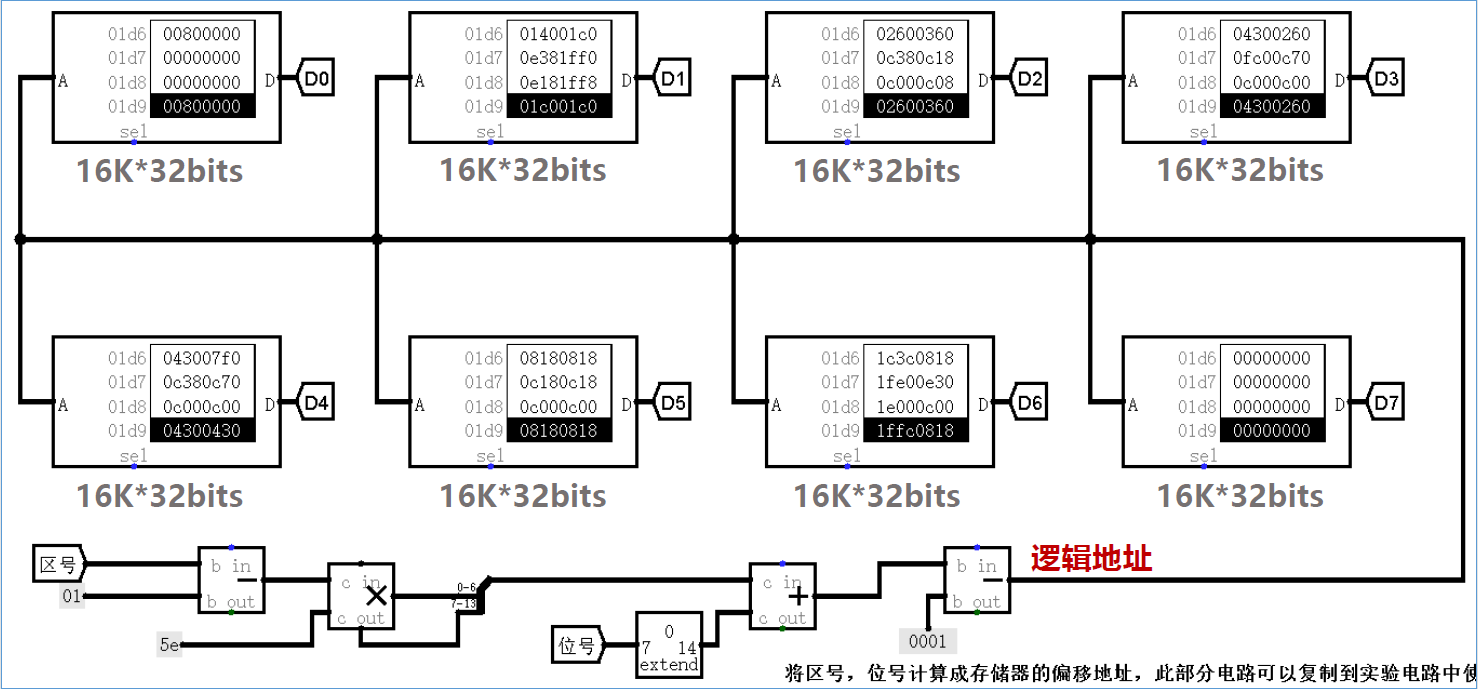 01d6 00800000
01d7 00000000
A 01d8 00000000 D D0
01d9 00800000
sel
16K*32bits
01d6 014001c0
01d7 0e381ff0
A 01d8 0e181ff8 D D1
01d9 01c001c0
sel
16K*32bits
01d6 02600360
01d7 0c380c18
A 01d8 0c000c08 D D2
01d9 02600360
sel
16K*32bits
01d6 04300260
01d7 0fc00c70
A 01d8 0c000c00 D D3
01d9 04300260
sel
16K*32bits
01d6 043007f0
01d7 0c380c70
A 01d8 0c000c00 D D4
01d9 04300430
sel
16K*32bits
01d6 08180818
01d7 0c180c18
A 01d8 0c000c00 D D5
01d9 08180818
sel
16K*32bits
01d6 1c3c0818
01d7 1fe00e30
A 01d8 1e000c00 D D6
01d9 1ffc0818
sel
16K*32bits
01d6 00000000
01d7 00000000
A 01d8 00000000 D D7
01d9 00000000
sel
16K*32bits
区号
01
b in
−
b out
5e
c in
×
c out
0-6
7-13
位号
0
7 14
extend
c in
+
c out
0001
b in
−
b out
逻辑地址
将区号，位号计算成存储器的偏移地址，此部分电路可以复制到实验电路中